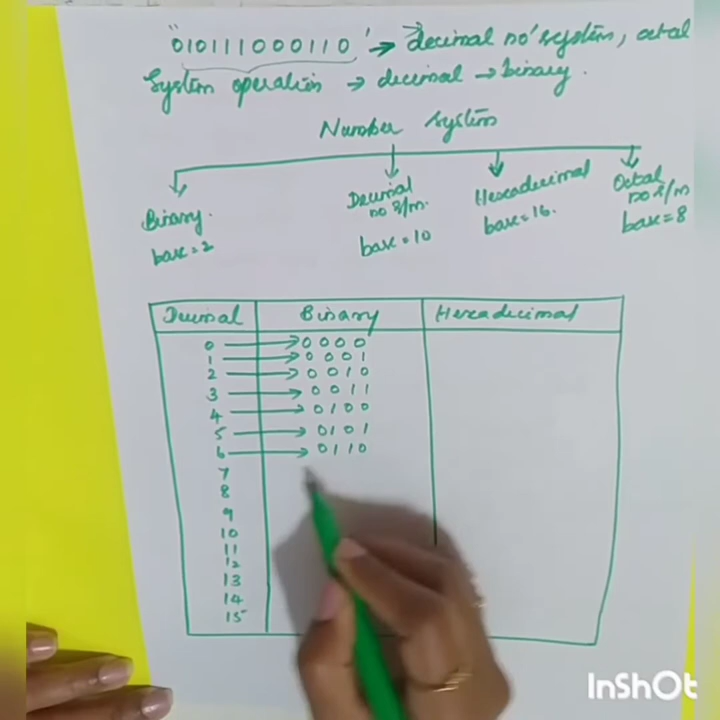 "010111000110" → decimal no system, octal
System operation → decimal → binary.
Number system
Binary.
base = 2
Decimal
no s/m.
base = 10
Hexadecimal
base = 16.
Octal
no s/m
base = 8
Decimal Binary Hexadecimal
0 → 0000
1 → 0001
2 → 0010
3 → 0011
4 → 0100
5 → 0101
6 → 0110
7
8
9
10
11
12
13
14
15
InShOt